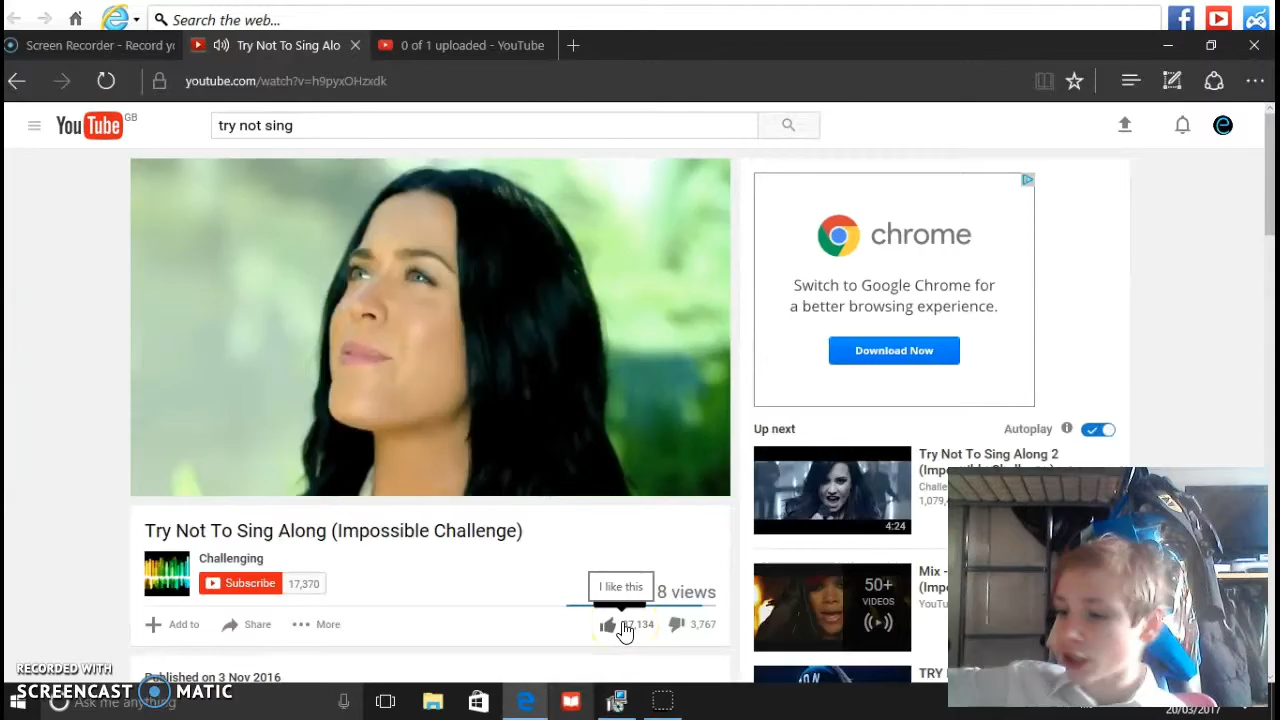 Search the web...
Screen Recorder - Record yo
Try Not To Sing Alo
0 of 1 uploaded - YouTube
youtube.com/watch?v=h9pyxOHzxdk
YouTube GB
try not sing
chrome
Switch to Google Chrome for
a better browsing experience.
Download Now
Up next
Autoplay
Try Not To Sing Along 2
4:24
50+
VIDEOS
Mix -
Try Not To Sing Along (Impossible Challenge)
Challenging
Subscribe 17,370
I like this
8 views
Add to
Share
More
3,767
Published on 3 Nov 2016
TRY
RECORDED WITH
SCREENCAST MATIC
Ask me anything
20/03/2017